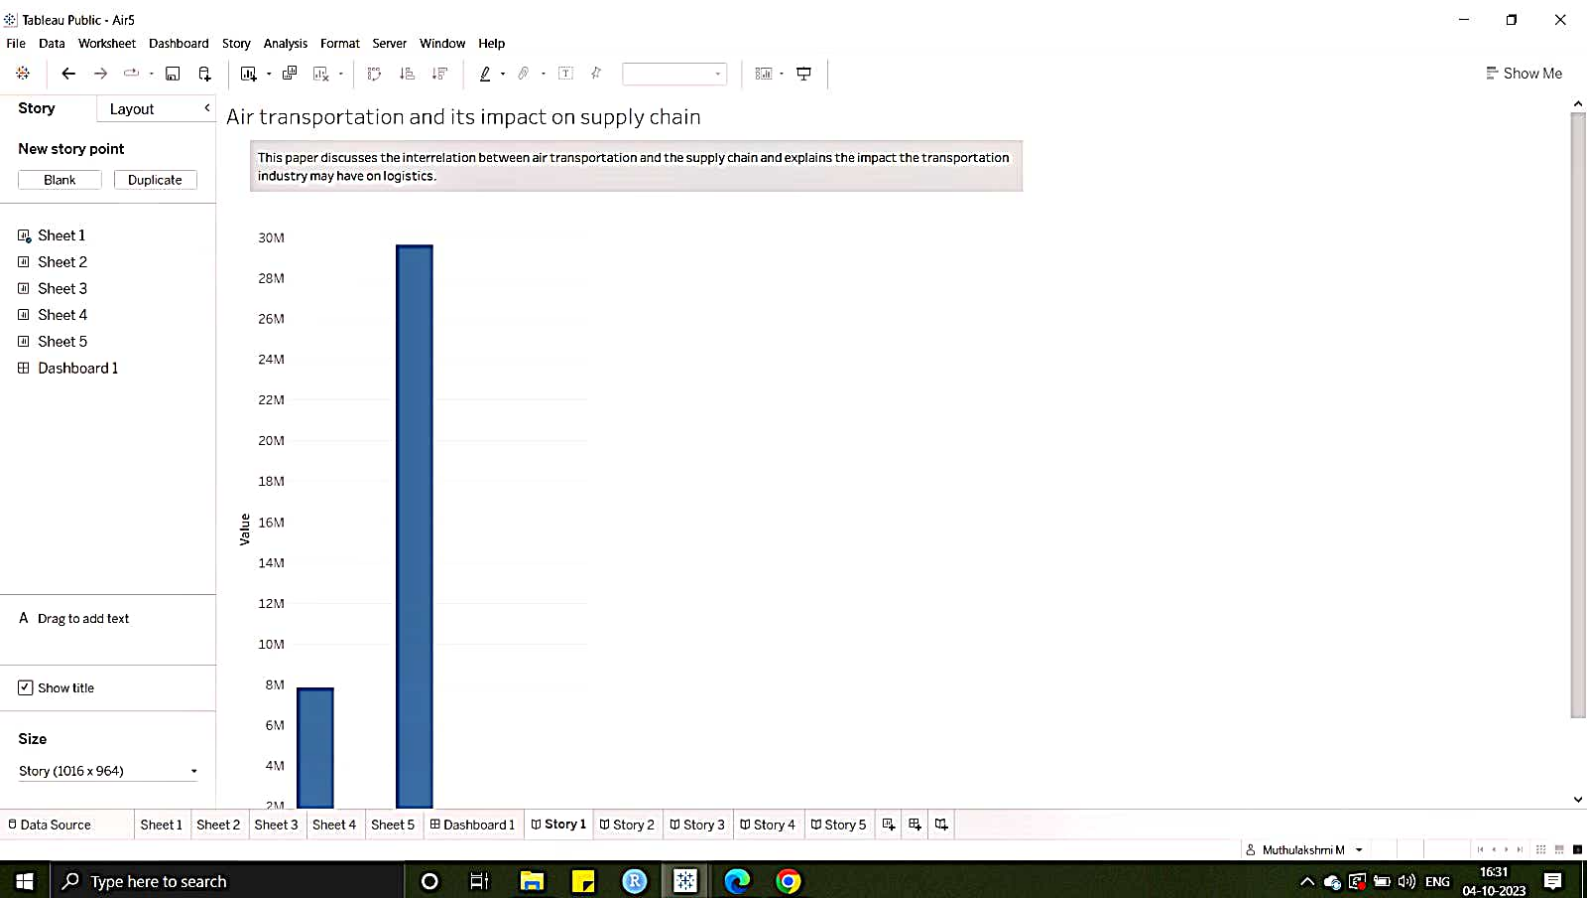 Tableau Public - Air5
File Data Worksheet Dashboard Story Analysis Format Server Window Help
Show Me
Story Layout
New story point
Blank Duplicate
Sheet 1
Sheet 2
Sheet 3
Sheet 4
Sheet 5
Dashboard 1
A Drag to add text
Show title
Size
Story (1016 x 964)
Air transportation and its impact on supply chain
This paper discusses the interrelation between air transportation and the supply chain and explains the impact the transportation
industry may have on logistics.
30M
28M
26M
24M
22M
20M
18M
16M
14M
12M
10M
8M
6M
4M
2M
Value
Data Source Sheet 1 Sheet 2 Sheet 3 Sheet 4 Sheet 5 Dashboard 1 Story 1 Story 2 Story 3 Story 4 Story 5
Muthulakshmi M
Type here to search
R
ENG
16:31
04-10-2023